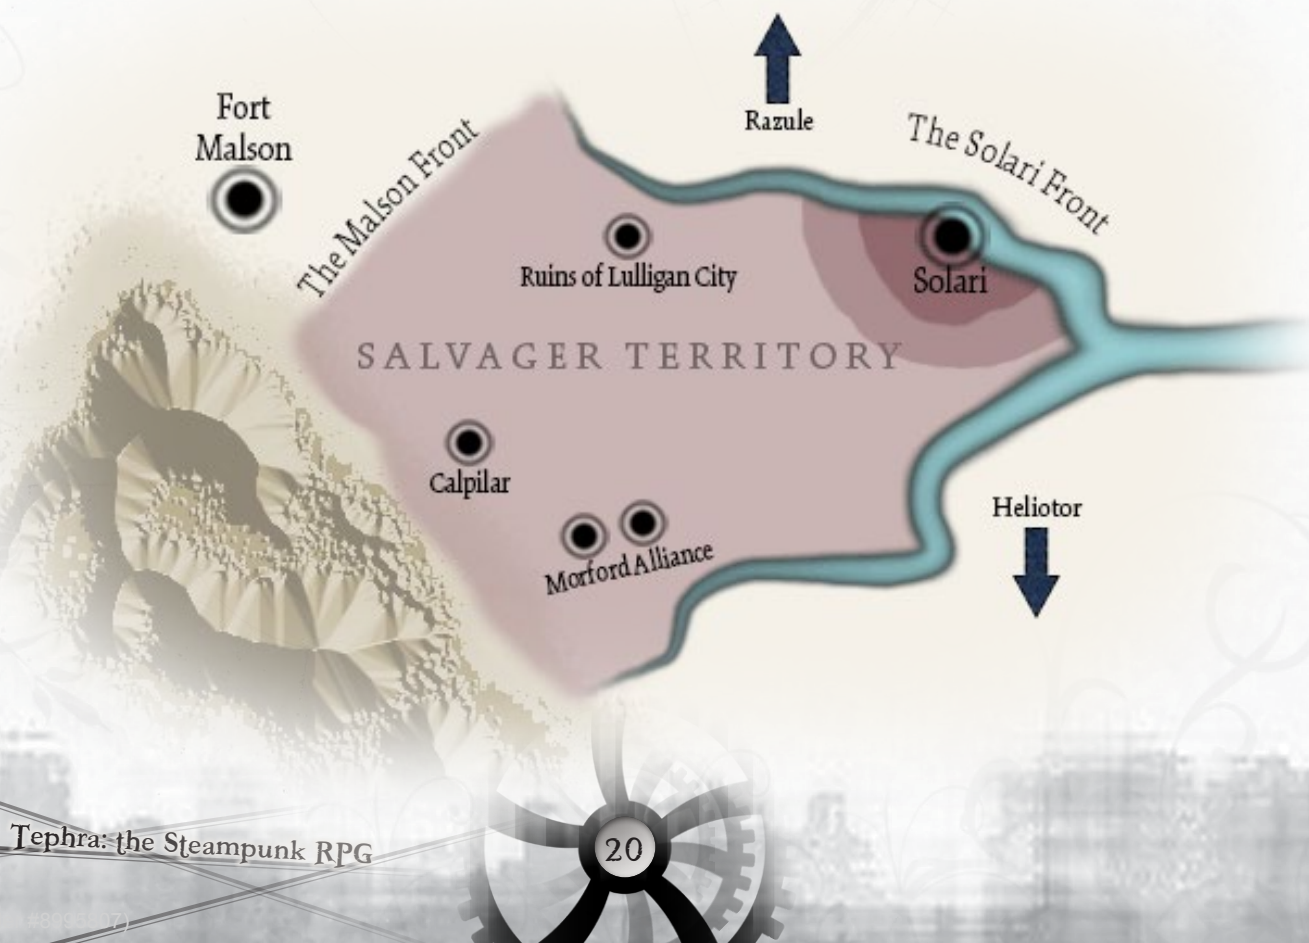 Fort
Malson
The Malson Front
Razule
The Solari Front
Ruins of Lulligan City
Solari
SALVAGER TERRITORY
Calpilar
Morford Alliance
Heliotor
Tephra: the Steampunk RPG
20